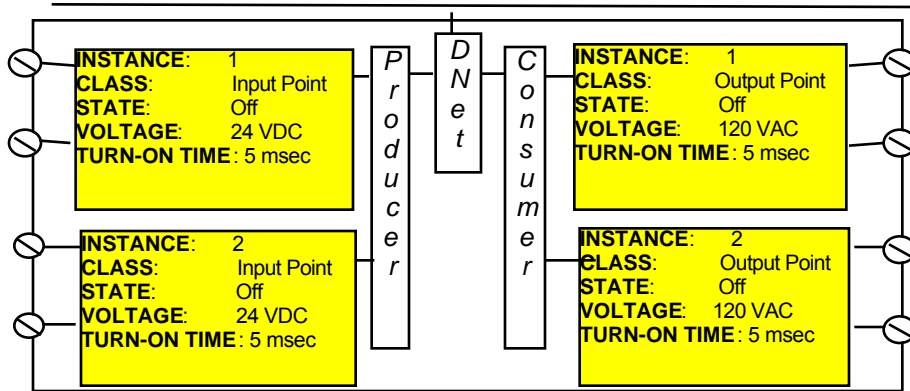 INSTANCE: 1
CLASS: Input Point
STATE: Off
VOLTAGE: 24 VDC
TURN-ON TIME: 5 msec
INSTANCE: 2
CLASS: Input Point
STATE: Off
VOLTAGE: 24 VDC
TURN-ON TIME: 5 msec
Producer
DNet
Consumer
INSTANCE: 1
CLASS: Output Point
STATE: Off
VOLTAGE: 120 VAC
TURN-ON TIME: 5 msec
INSTANCE: 2
CLASS: Output Point
STATE: Off
VOLTAGE: 120 VAC
TURN-ON TIME: 5 msec